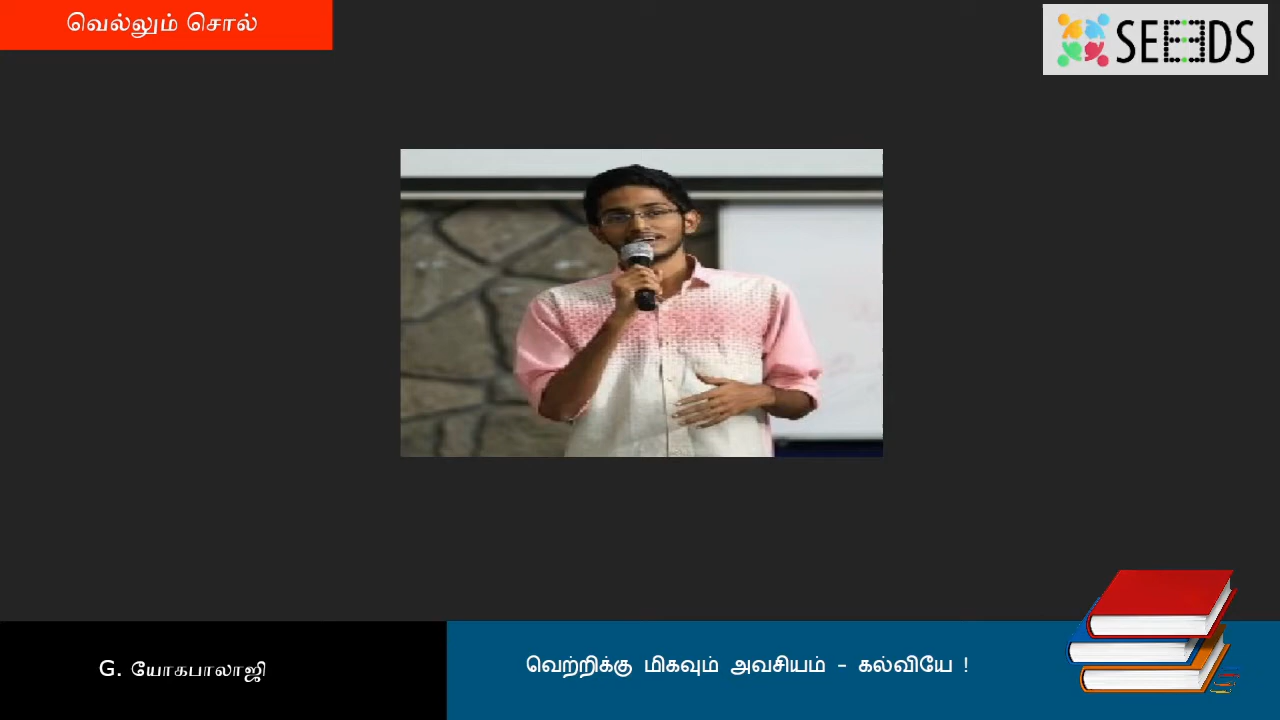 வெல்லும் சொல்
SEEDS
G. யோகபாலாஜி
வெற்றிக்கு மிகவும் அவசியம் - கல்வியே !